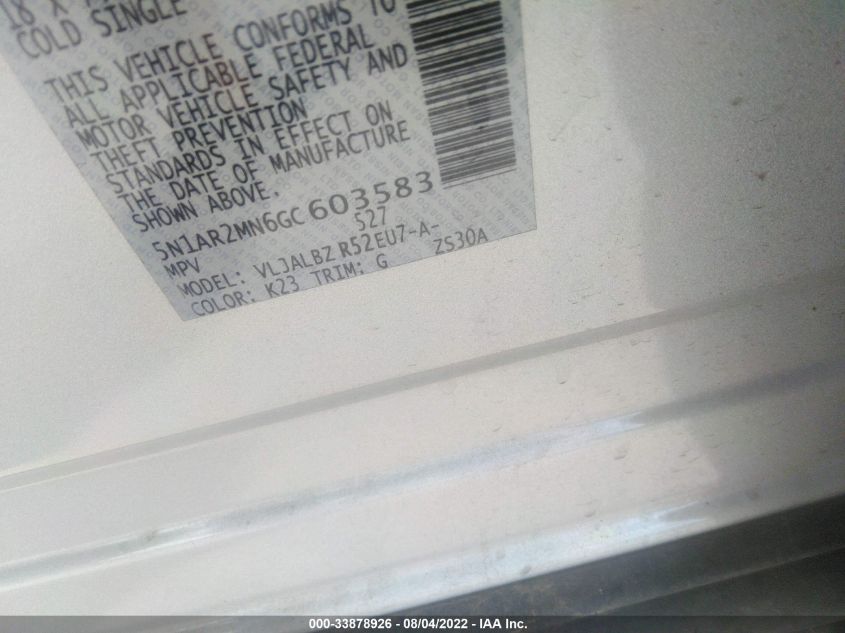 18 X
COLD SINGLE
THIS VEHICLE CONFORMS TO
ALL APPLICABLE FEDERAL
MOTOR VEHICLE SAFETY AND
THEFT PREVENTION
STANDARDS IN EFFECT ON
THE DATE OF MANUFACTURE
SHOWN ABOVE.
5N1AR2MN6GC603583
MPV 527
MODEL: VLJALBZ R52EU7-A-
COLOR: K23 TRIM: G ZS30A
000-33878926 - 08/04/2022 - IAA Inc.